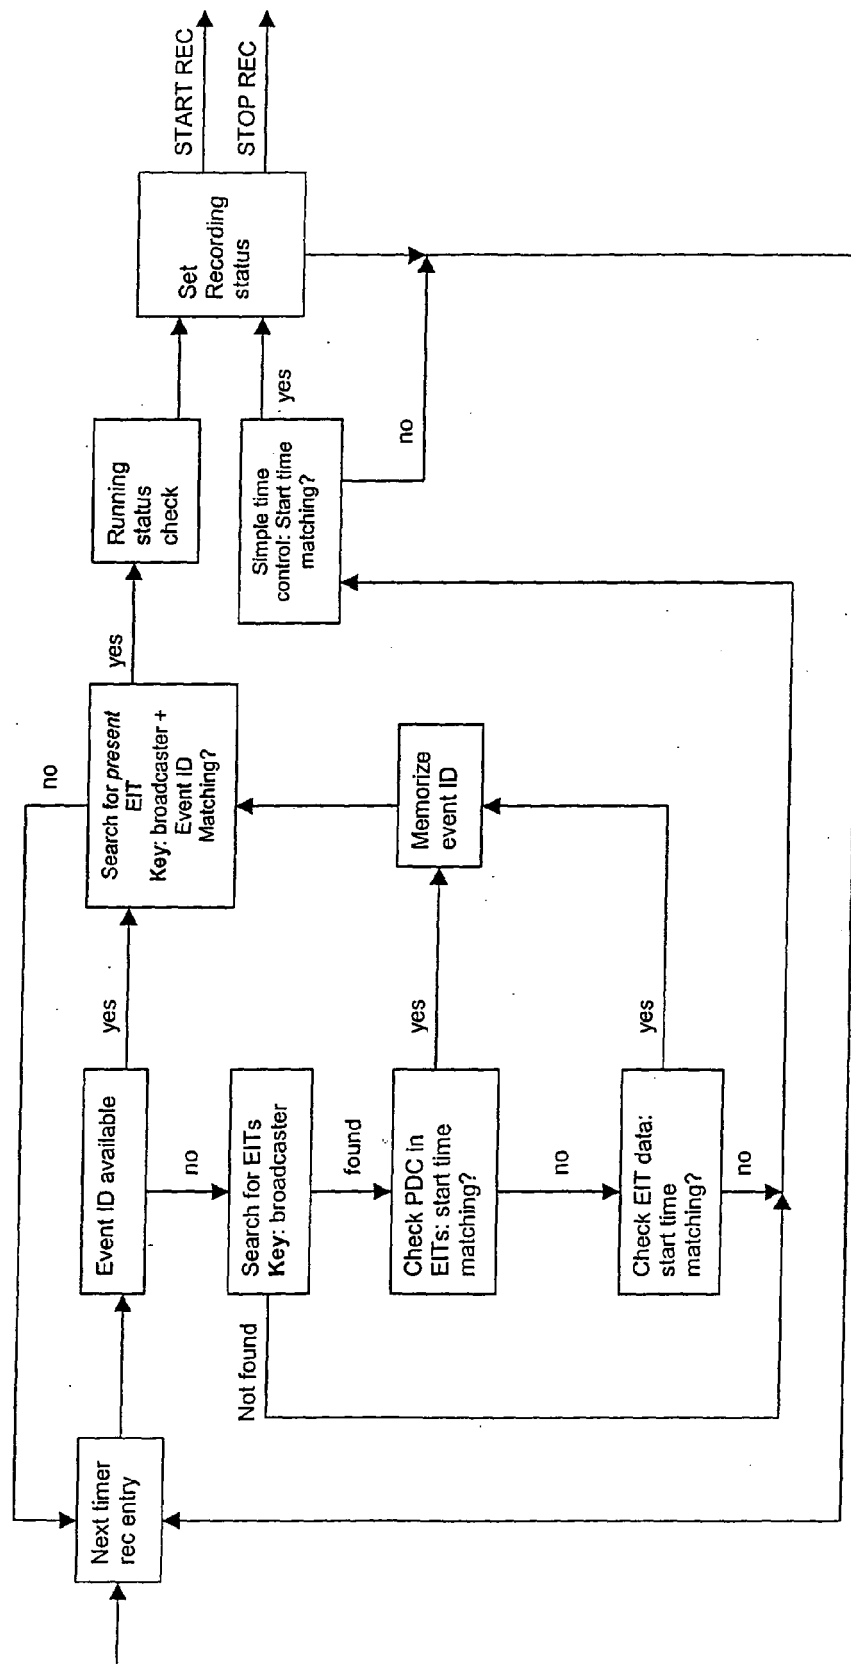 Next timer
rec entry
Event ID available
yes
no
Search for EITs
Key: broadcaster
Not found
found
Check PDC in
EITs: start time
matching?
yes
no
Check EIT data:
start time
matching?
yes
no
Memorize
event ID
Search for present
EIT
Key: broadcaster +
Event ID
Matching?
no
yes
Running
status
check
Simple time
control: Start time
matching?
yes
no
Set
Recording
status
START REC
STOP REC